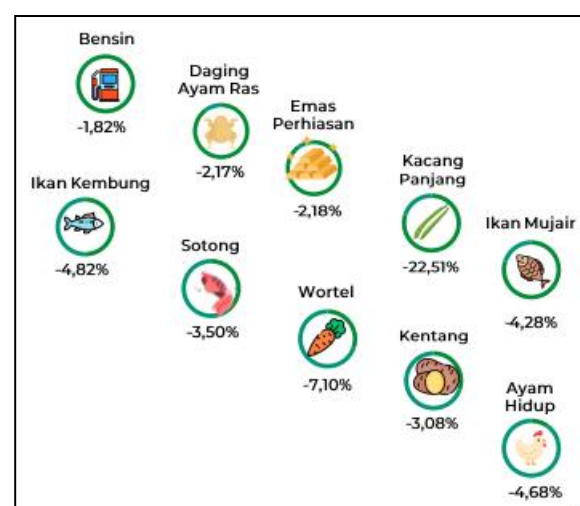 Bensin
-1,82%
Daging
Ayam Ras
-2,17%
Emas
Perhiasan
-2,18%
Kacang
Panjang
-22,51%
Ikan Mujair
-4,28%
Ikan Kembung
-4,82%
Sotong
-3,50%
Wortel
-7,10%
Kentang
-3,08%
Ayam
Hidup
-4,68%